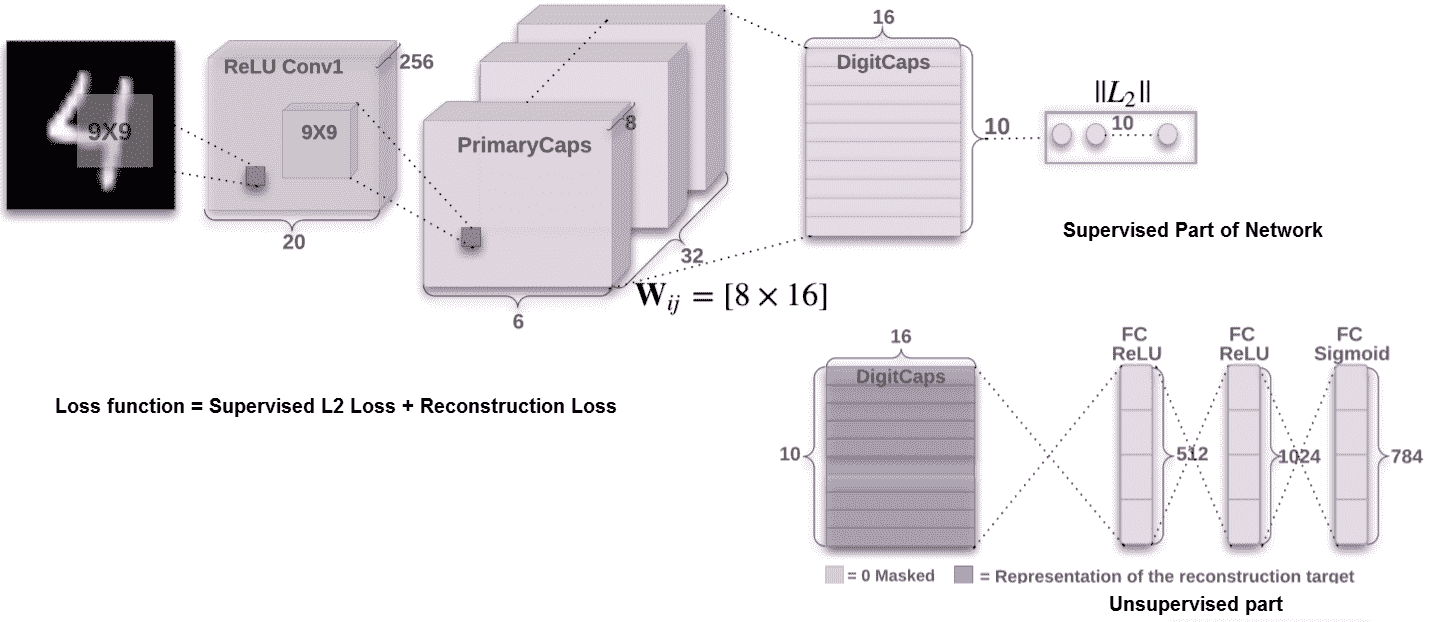 9X9
ReLU Conv1
256
9X9
20
PrimaryCaps
8
32
6
W_{ij} = [8 × 16]
16
DigitCaps
10
||L_2||
10
Supervised Part of Network
Loss function = Supervised L2 Loss + Reconstruction Loss
16
DigitCaps
10
FC
ReLU
512
FC
ReLU
1024
FC
Sigmoid
784
= 0 Masked
= Representation of the reconstruction target
Unsupervised part